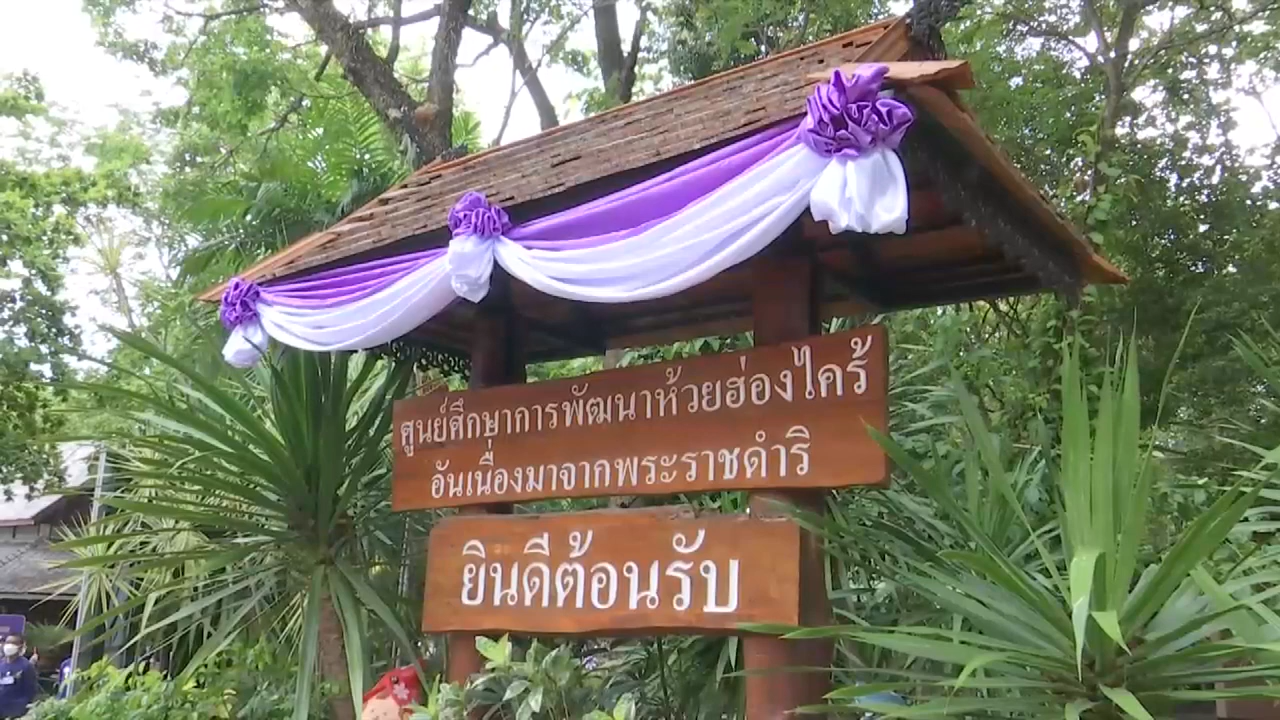 ศูนย์ศึกษาการพัฒนาห้วยฮ่องไคร้
อันเนื่องมาจากพระราชดำริ
ยินดีต้อนรับ